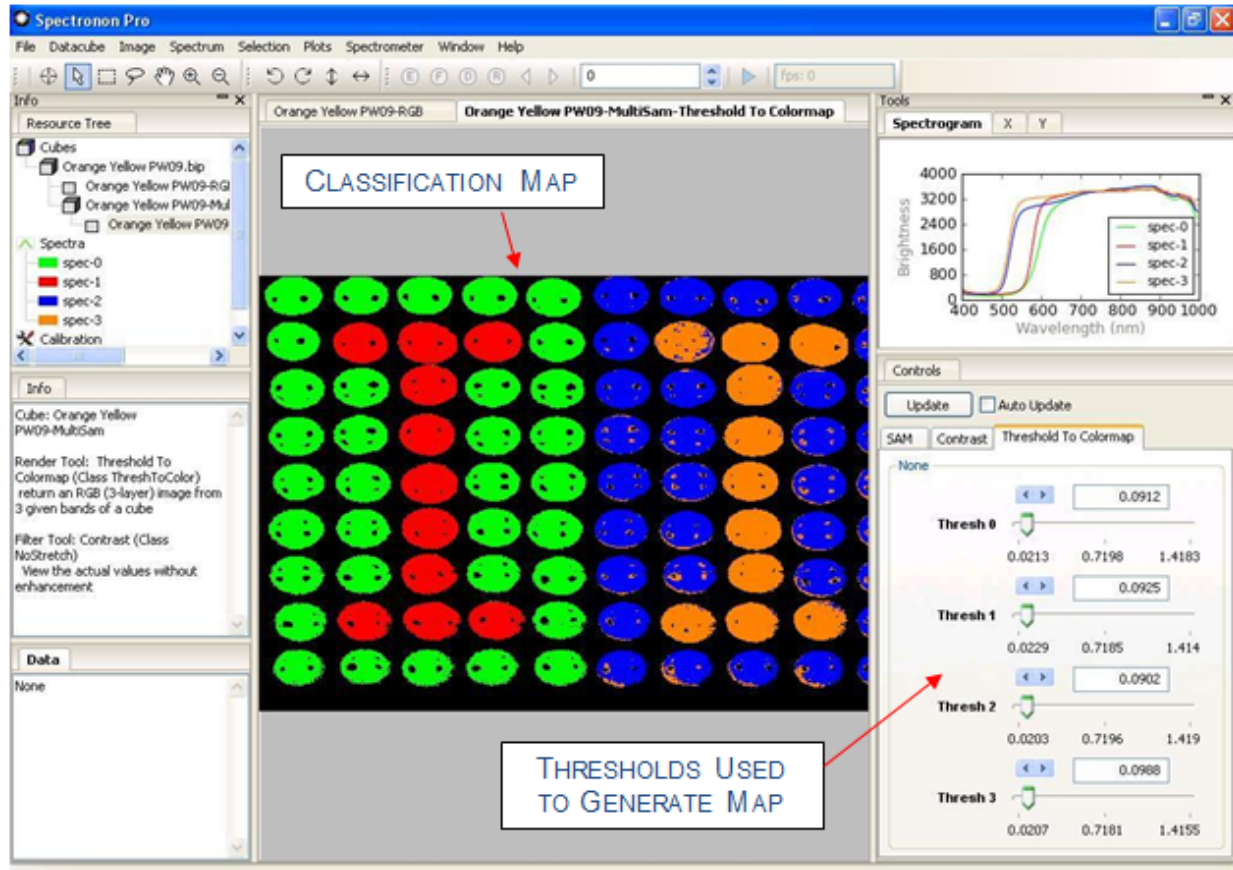 Spectronon Pro
File Datacube Image Spectrum Selection Plots Spectrometer Window Help
E F D R 0 fps: 0
Info
Resource Tree
Cubes
Orange Yellow PW09.bip
Orange Yellow PW09-RGI
Orange Yellow PW09-Mul
Orange Yellow PW09
Spectra
spec-0
spec-1
spec-2
spec-3
Calibration
Info
Cube: Orange Yellow
PW09-MultiSam
Render Tool: Threshold To
Colormap (Class ThreshToColor)
return an RGB (3-layer) image from
3 given bands of a cube
Filter Tool: Contrast (Class
NoStretch)
View the actual values without
enhancement
Data
None
Orange Yellow PW09-RGB Orange Yellow PW09-MultiSam-Threshold To Colormap
CLASSIFICATION MAP
THRESHOLDS USED
TO GENERATE MAP
Tools
Spectrogram X Y
4000
3200
2400
1600
800
0
Brightness
400 500 600 700 800 900 1000
Wavelength (nm)
spec-0
spec-1
spec-2
spec-3
Controls
Update Auto Update
SAM Contrast Threshold To Colormap
None
0.0912
Thresh 0
0.0213 0.7198 1.4183
0.0925
Thresh 1
0.0229 0.7185 1.414
0.0902
Thresh 2
0.0203 0.7196 1.419
0.0988
Thresh 3
0.0207 0.7181 1.4155